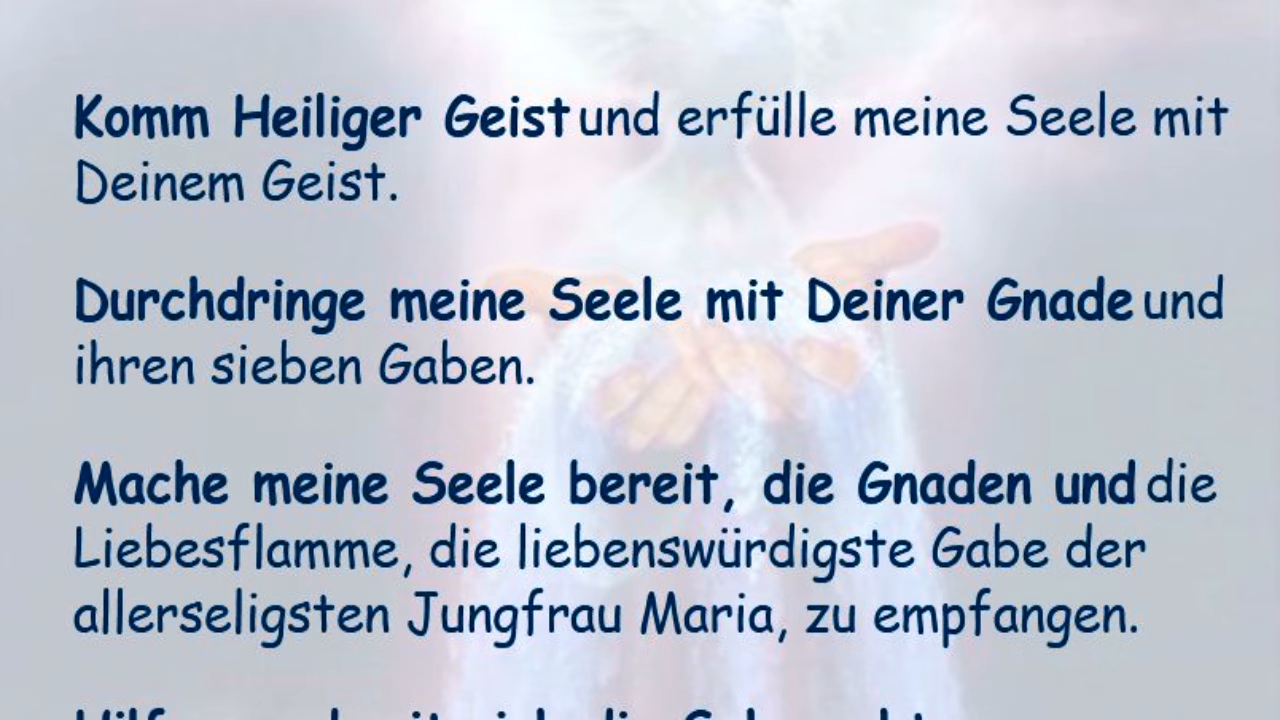 Komm Heiliger Geist und erfülle meine Seele mit
Deinem Geist.
Durchdringe meine Seele mit Deiner Gnade und
ihren sieben Gaben.
Mache meine Seele bereit, die Gnaden und die
Liebesflamme, die liebenswürdigste Gabe der
allerseligsten Jungfrau Maria, zu empfangen.